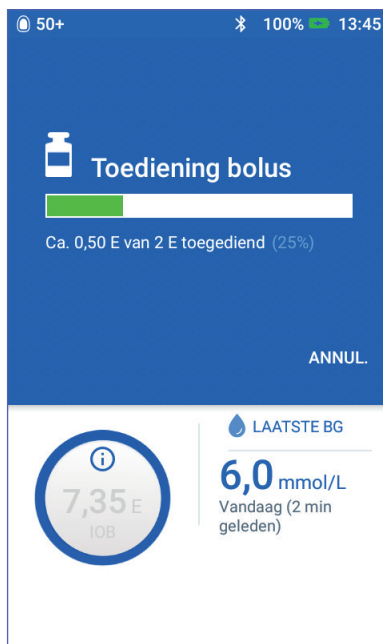 50+ 100% 13:45
Toediening bolus
Ca. 0,50 E van 2 E toegediend (25%)
ANNUL.
7,35 E
IOB
LAATSTE BG
6,0 mmol/L
Vandaag (2 min
geleden)